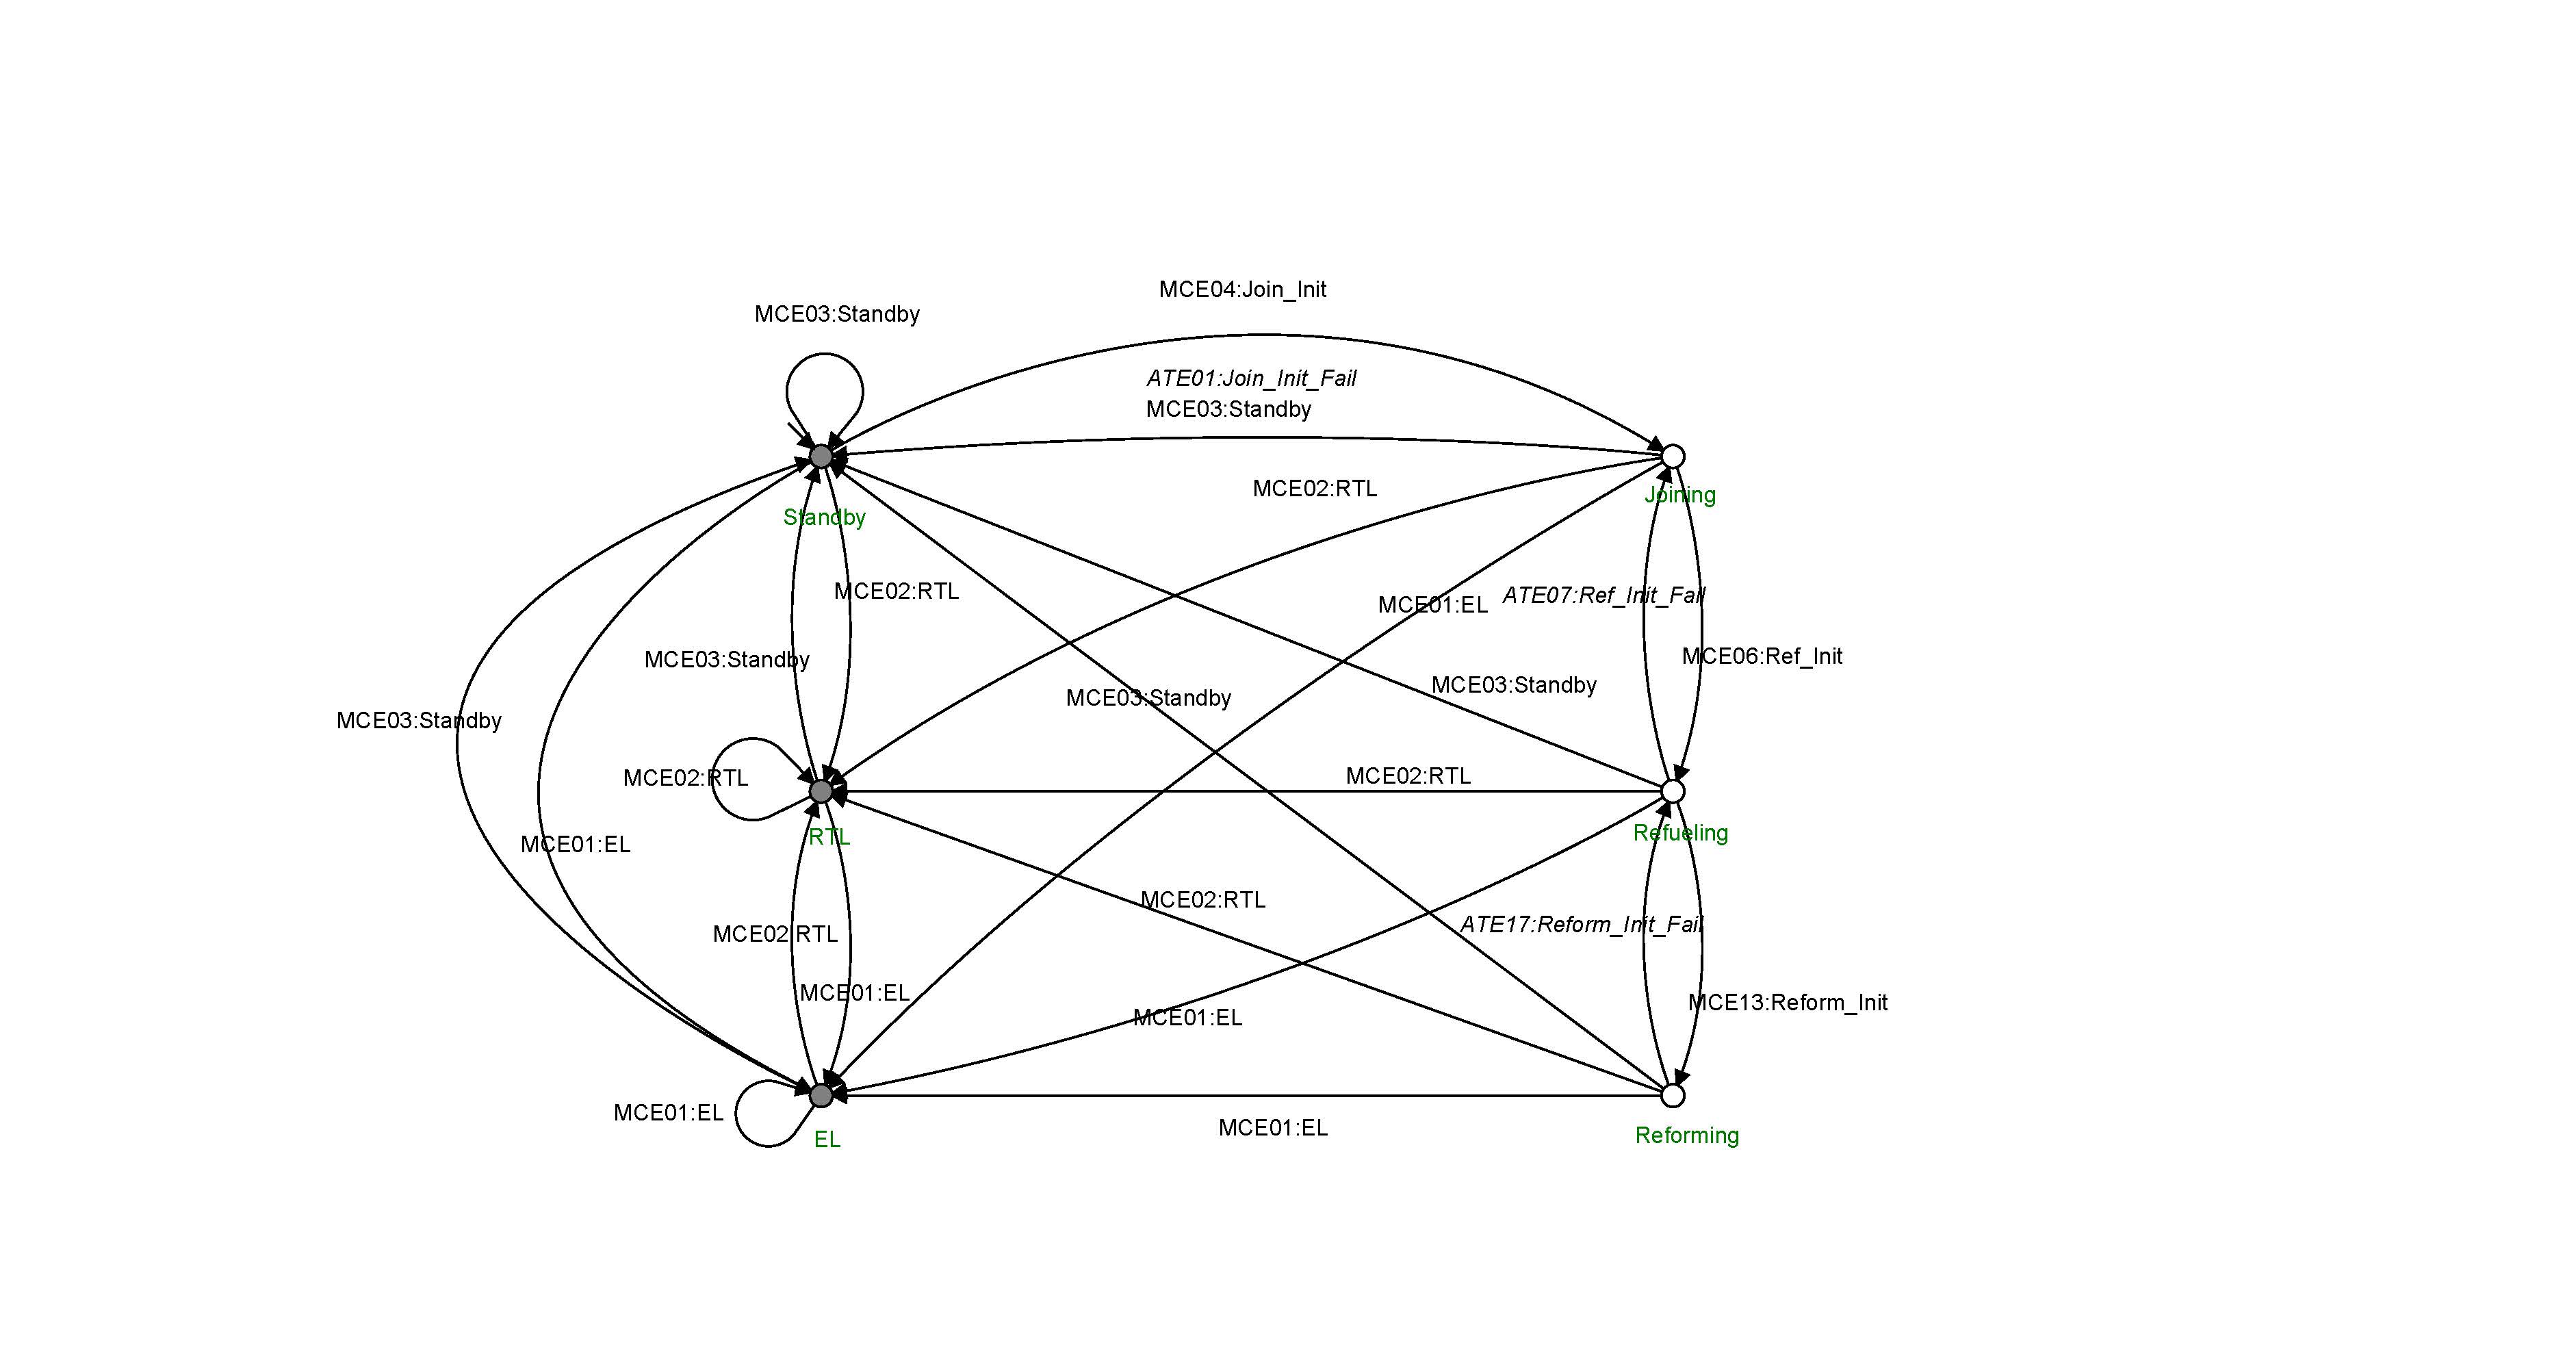 MCE04:Join_Init
MCE03:Standby
ATE01:Join_Init_Fail
MCE03:Standby
MCE02:RTL
Joining
Standby
MCE02:RTL
ATE07:Ref_Init_Fail
MCE01:EL
MCE06:Ref_Init
MCE03:Standby
MCE03:Standby
MCE03:Standby
MCE03:Standby
MCE02:RTL
MCE02:RTL
Refueling
RTL
MCE01:EL
MCE02:RTL
ATE17:Reform_Init_Fail
MCE02:RTL
MCE01:EL
MCE13:Reform_Init
MCE01:EL
MCE01:EL
MCE01:EL
Reforming
EL